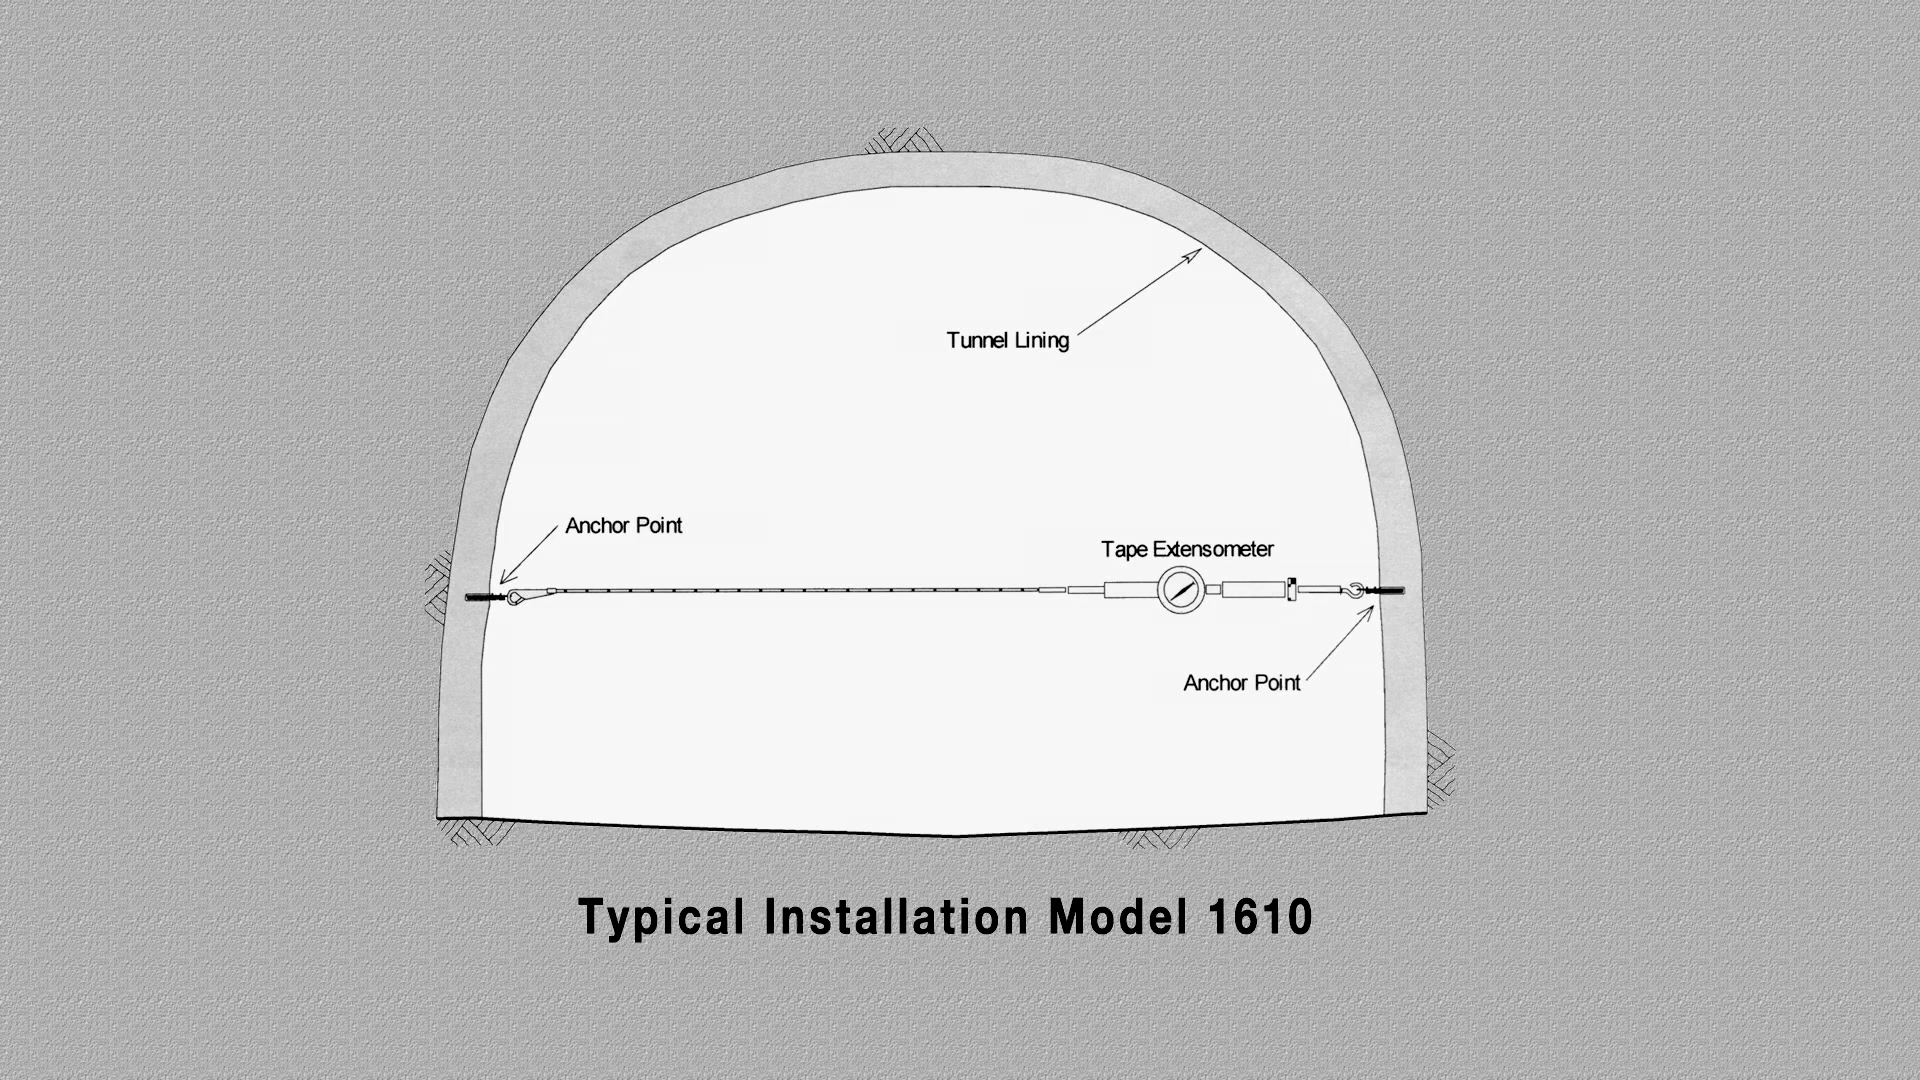 Tunnel Lining
Anchor Point
Tape Extensometer
Anchor Point
Typical Installation Model 1610